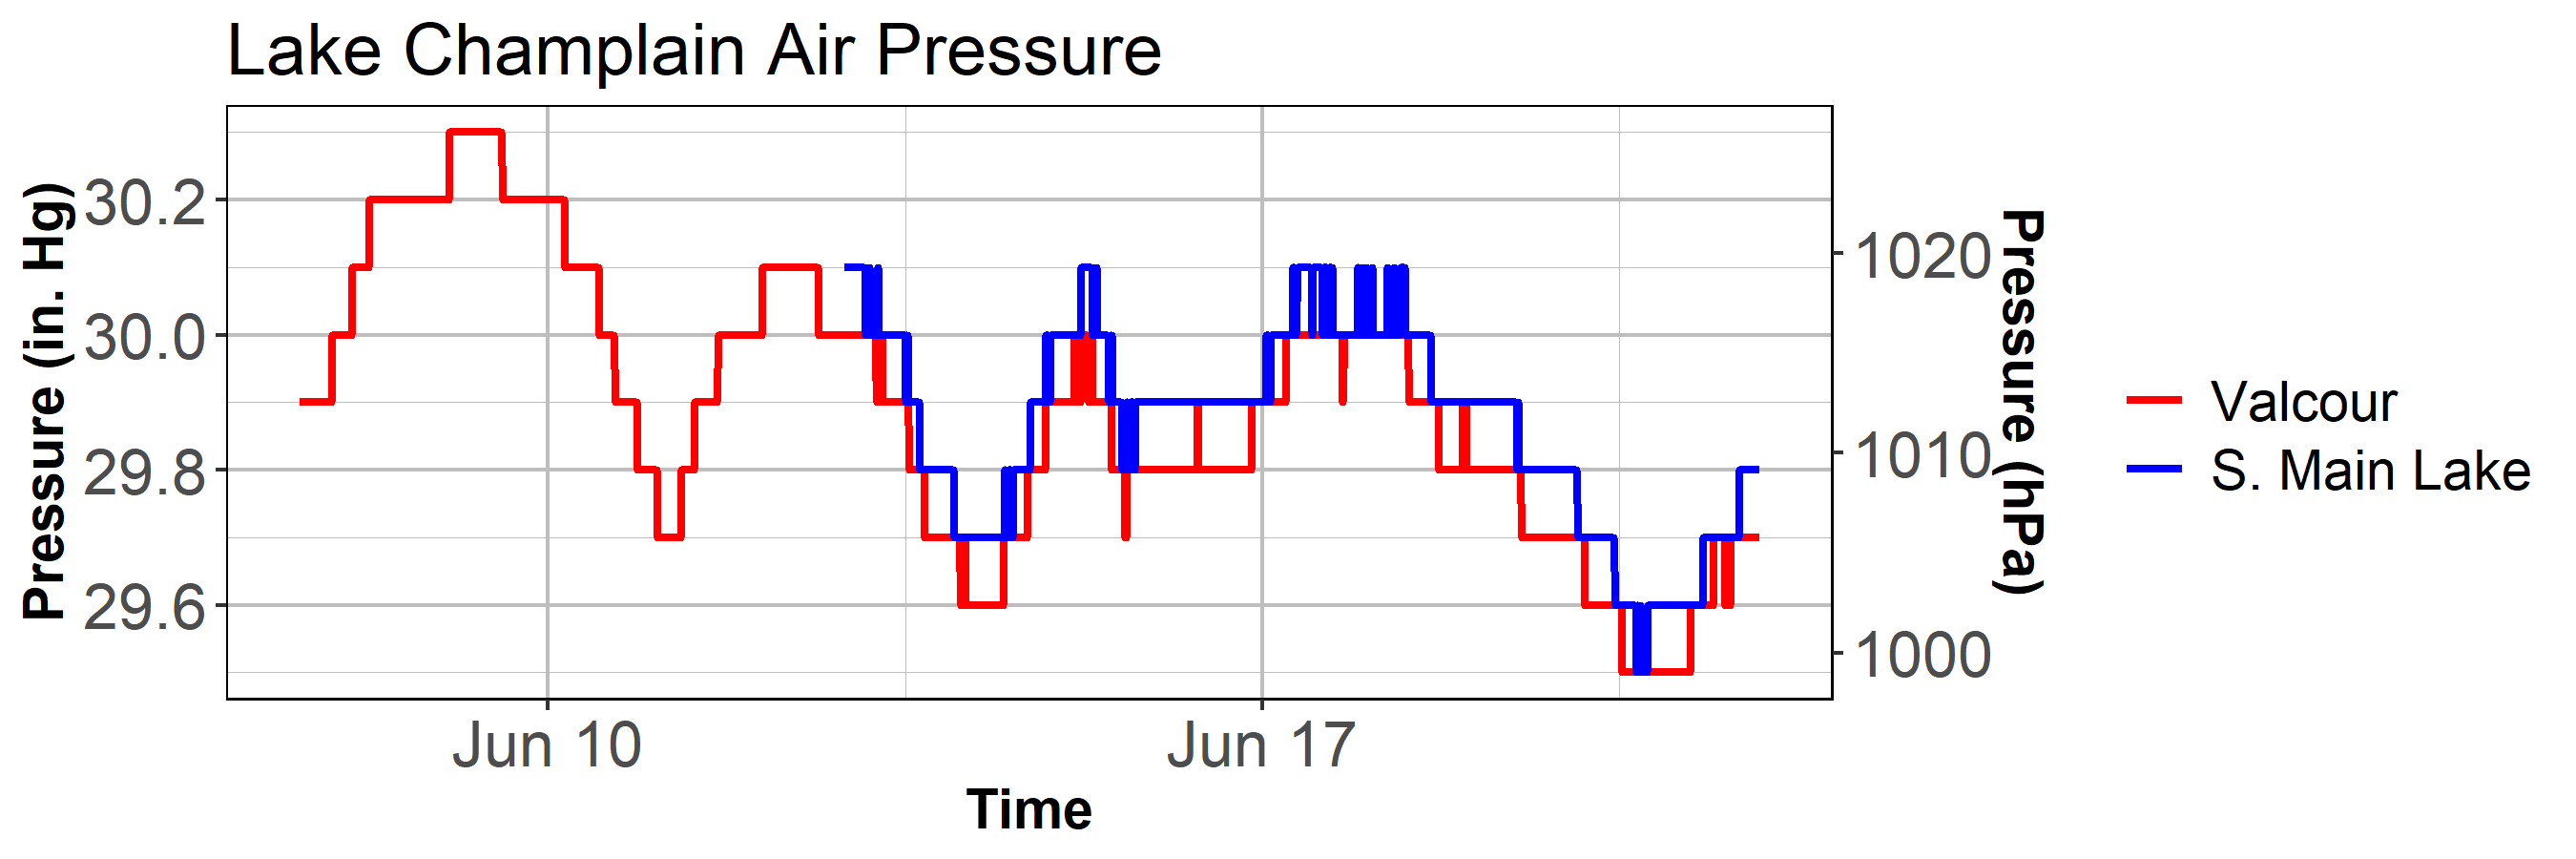 Lake Champlain Air Pressure
Pressure (in. Hg)
30.2
30.0
29.8
29.6
1020
1010
1000
Pressure (hPa)
Jun 10
Jun 17
Time
Valcour
S. Main Lake